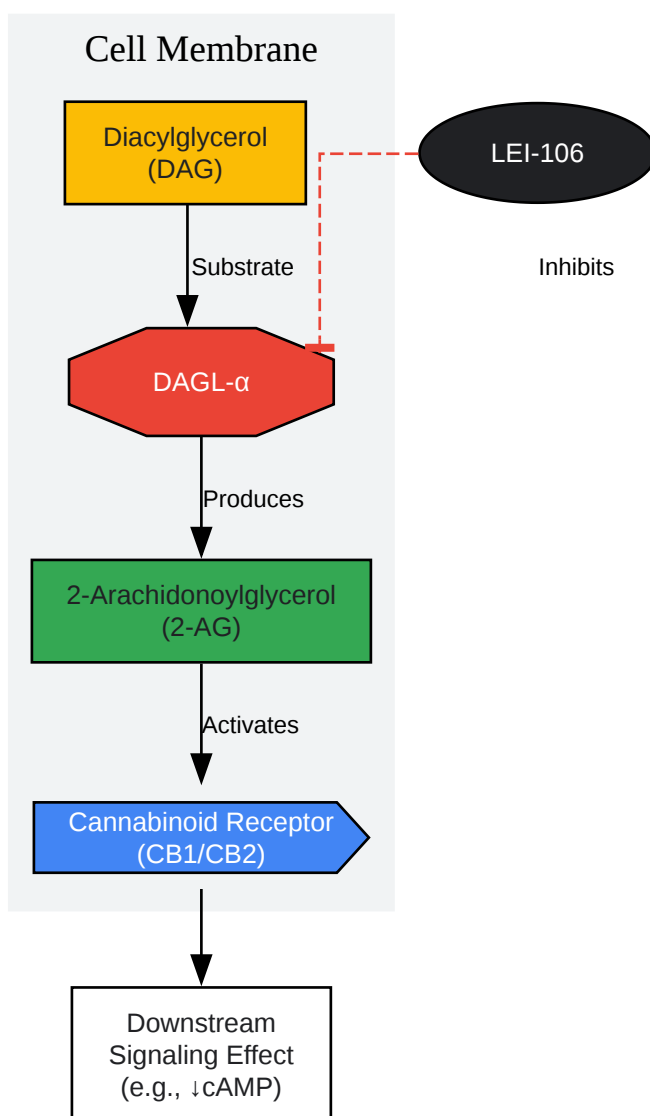 Cell Membrane
Diacylglycerol
(DAG)
LEI-106
Substrate
Inhibits
DAGL-α
Produces
2-Arachidonoylglycerol
(2-AG)
Activates
Cannabinoid Receptor
(CB1/CB2)
Downstream
Signaling Effect
(e.g., ↓cAMP)